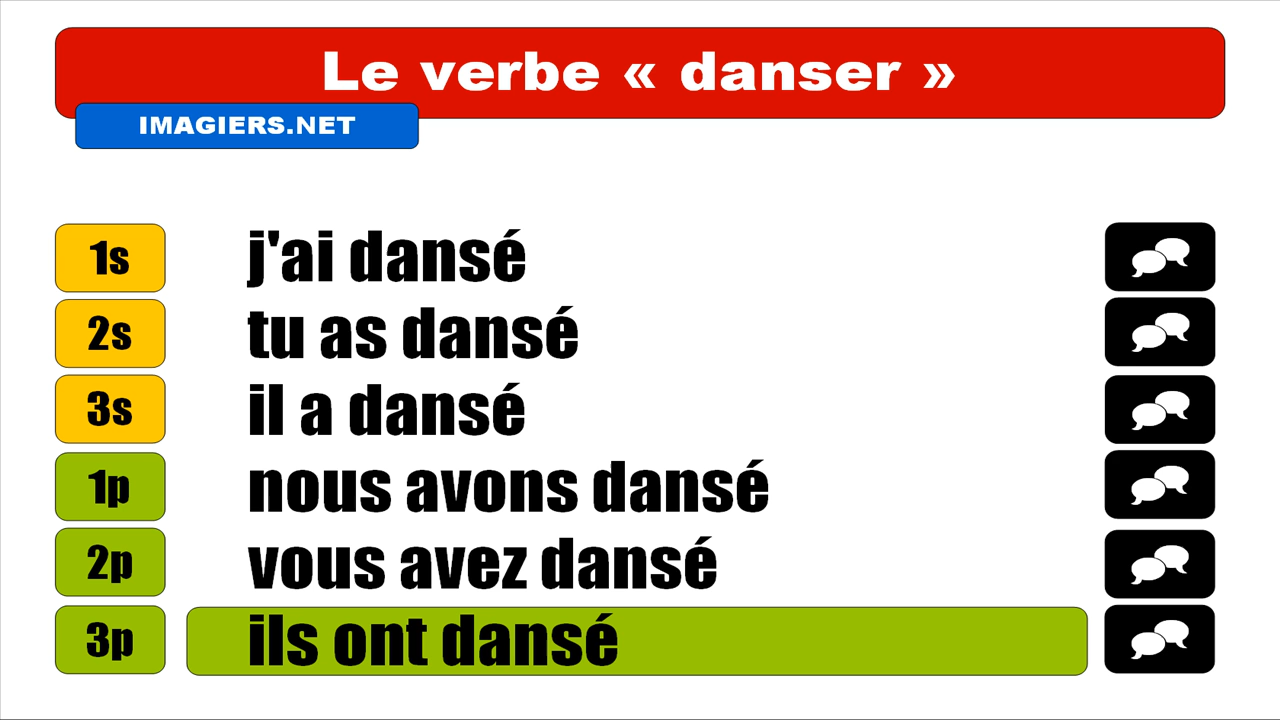 Le verbe « danser »
IMAGIERS.NET
1s j'ai dansé
2s tu as dansé
3s il a dansé
1p nous avons dansé
2p vous avez dansé
3p ils ont dansé